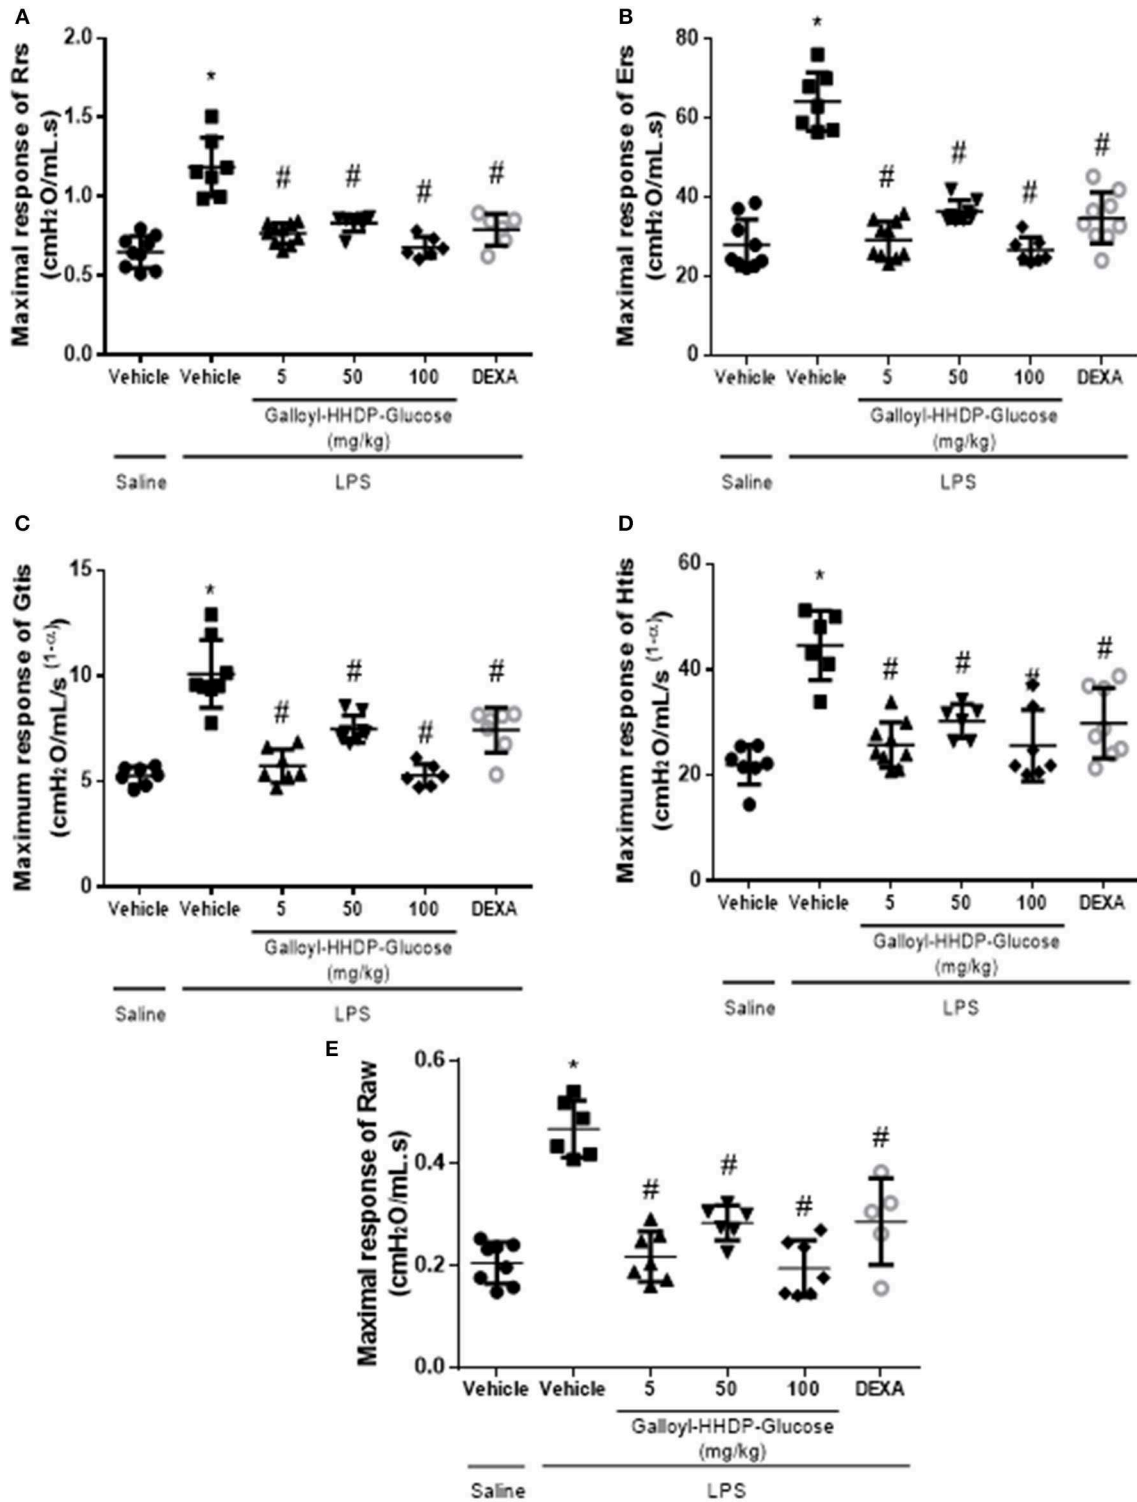 A
Maximal response of Rrs
(cmH2O/mL.s)
2.0
1.5
1.0
0.5
0.0
*
# # # #
Vehicle Vehicle 5 50 100 DEXA
Galloyl-HHDP-Glucose
(mg/kg)
Saline LPS
B
Maximal response of Ers
(cmH2O/mL.s)
80
60
40
20
0
*
# # # #
Vehicle Vehicle 5 50 100 DEXA
Galloyl-HHDP-Glucose
(mg/kg)
Saline LPS
C
Maximum response of Gtis
(cmH2O/mL/s (1-α)
15
10
5
0
*
# # # #
Vehicle Vehicle 5 50 100 DEXA
Galloyl-HHDP-Glucose
(mg/kg)
Saline LPS
D
Maximum response of Htis
(cmH2O/mL/s (1-α)
60
40
20
0
*
# # # #
Vehicle Vehicle 5 50 100 DEXA
Galloyl-HHDP-Glucose
(mg/kg)
Saline LPS
E
Maximal response of Raw
(cmH2O/mL.s)
0.6
0.4
0.2
0.0
*
# # # #
Vehicle Vehicle 5 50 100 DEXA
Galloyl-HHDP-Glucose
(mg/kg)
Saline LPS